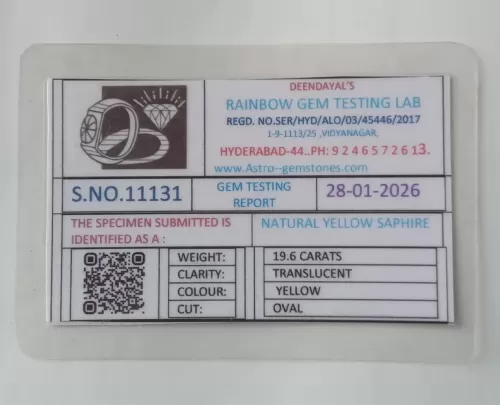 DEENDAYAL'S
RAINBOW GEM TESTING LAB
REGD. NO.SER/HYD/ALO/03/45446/2017
1-9-1113/25 ,VIDYANAGAR,
HYDERABAD-44..PH: 9 2 4 6 5 7 2 6 13.
www.Astro--gemstones.com
S.NO.11131
GEM TESTING
REPORT
28-01-2026
THE SPECIMEN SUBMITTED IS
IDENTIFIED AS A :
NATURAL YELLOW SAPHIRE
WEIGHT: 19.6 CARATS
CLARITY: TRANSLUCENT
COLOUR: YELLOW
CUT: OVAL